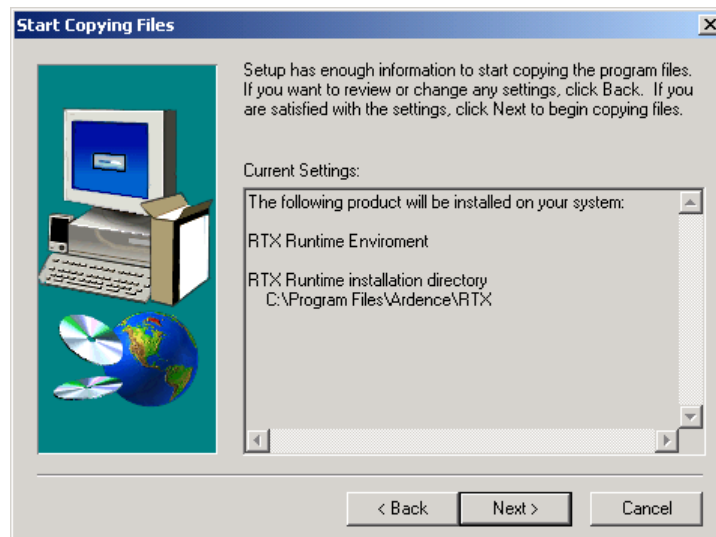 Start Copying Files
Setup has enough information to start copying the program files.
If you want to review or change any settings, click Back. If you
are satisfied with the settings, click Next to begin copying files.
Current Settings:
The following product will be installed on your system:
RTX Runtime Enviroment
RTX Runtime installation directory
C:\Program Files\Ardence\RTX
< Back
Next >
Cancel